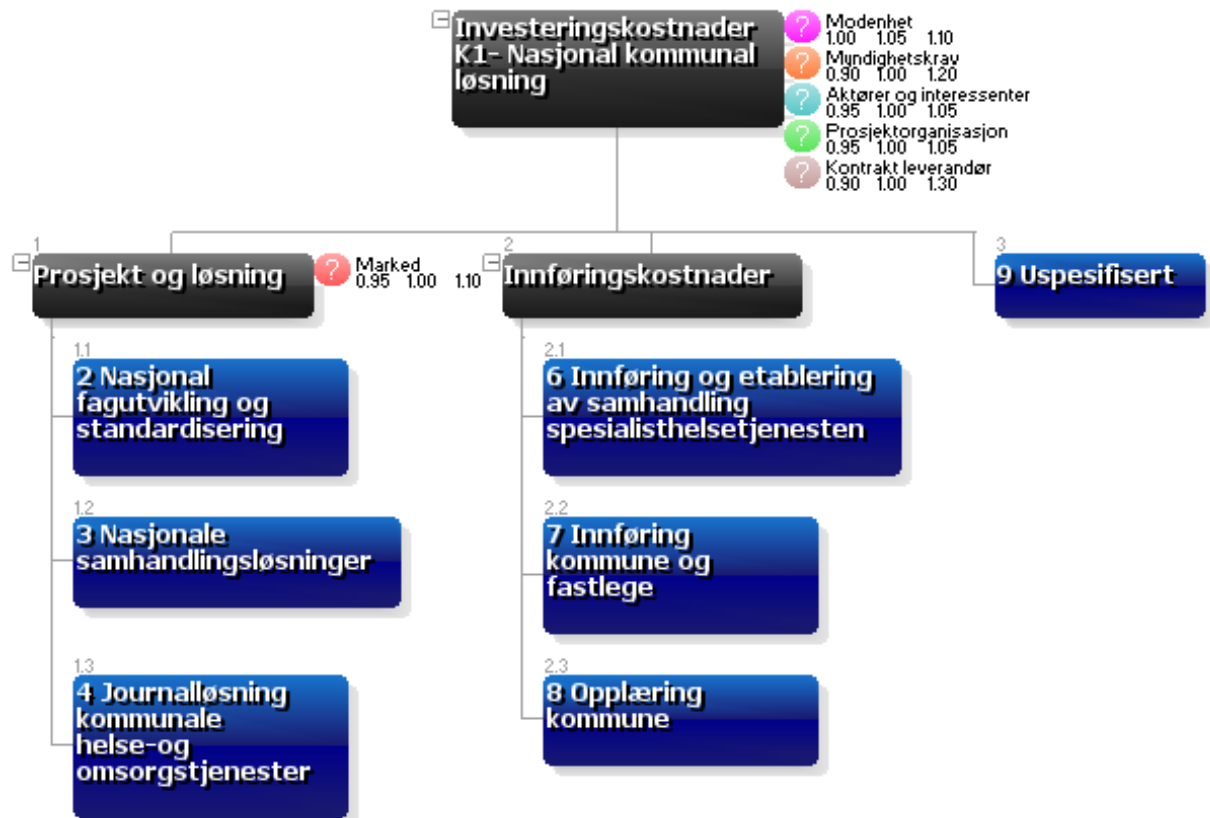 Investeringskostnader
K1- Nasjonal kommunal
løsning
? Modenhet
1.00 1.05 1.10
? Myndighetskrav
0.90 1.00 1.20
? Aktører og interessenter
0.95 1.00 1.05
? Prosjektorganisasjon
0.95 1.00 1.05
? Kontrakt leverandør
0.90 1.00 1.30
1
Prosjekt og løsning
? Marked
0.95 1.00 1.10
2
Innføringskostnader
3
9 Uspesifisert
1.1
2 Nasjonal
fagutvikling og
standardisering
1.2
3 Nasjonale
samhandlingsløsninger
1.3
4 Journalløsning
kommunale
helse-og
omsorgstjenester
2.1
6 Innføring og etablering
av samhandling
spesialisthelsetjenesten
2.2
7 Innføring
kommune og
fastlege
2.3
8 Opplæring
kommune